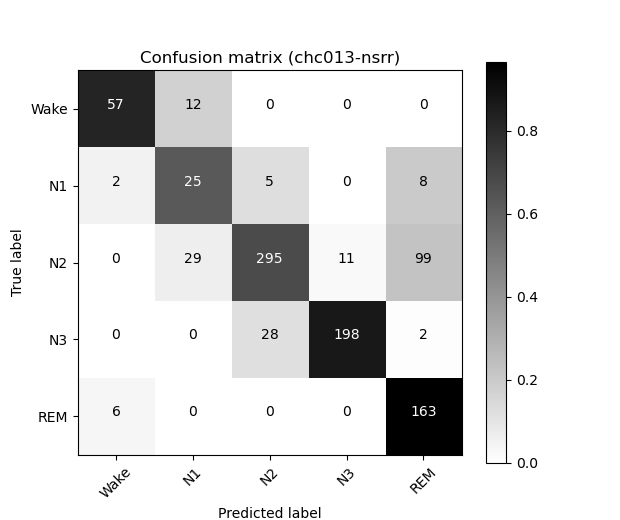 Confusion matrix (chc013-nsrr)
Wake 57 12 0 0 0
N1 2 25 5 0 8
N2 0 29 295 11 99
N3 0 0 28 198 2
REM 6 0 0 0 163
Wake N1 N2 N3 REM
Predicted label
True label
0.8
0.6
0.4
0.2
0.0